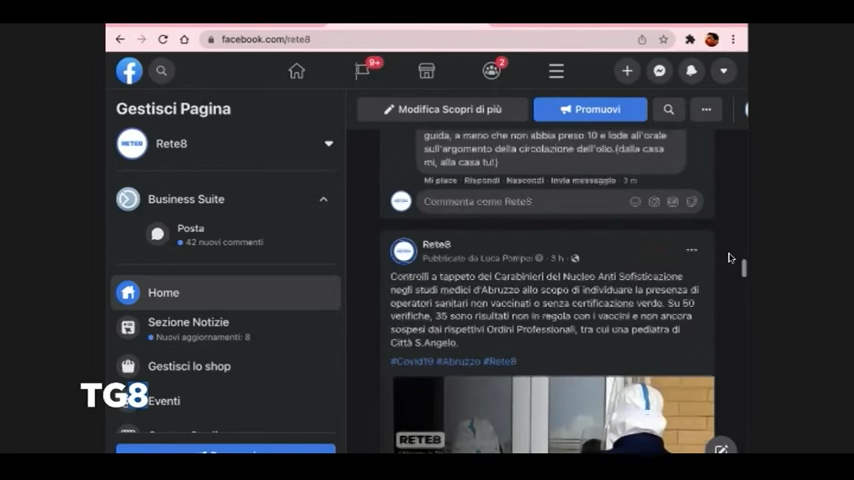 facebook.com/rete8
9+
2
Gestisci Pagina
Modifica Scopri di più
Promuovi
Rete8
guida, a meno che non abbia preso 10 e lode all'orale
sull'argomento della circolazione dell'olio.(dalla casa
mi, alla casa tu!)
Mi piace · Rispondi · Nascondi · Invia messaggio · 3 m
Business Suite
Commenta come Rete8
Posta
42 nuovi commenti
Rete8
Pubblicato da Luca Pompei · 3 h ·
Controlli a tappeto dei Carabinieri del Nucleo Anti Sofisticazione
negli studi medici d'Abruzzo allo scopo di individuare la presenza di
operatori sanitari non vaccinati o senza certificazione verde. Su 50
verifiche, 35 sono risultati non in regola con i vaccini e non ancora
sospesi dai rispettivi Ordini Professionali, tra cui una pediatra di
Città S.Angelo.
#Covid19 #Abruzzo #Rete8
Home
Sezione Notizie
Nuovi aggiornamenti: 8
Gestisci lo shop
Eventi
TG8
RETE8